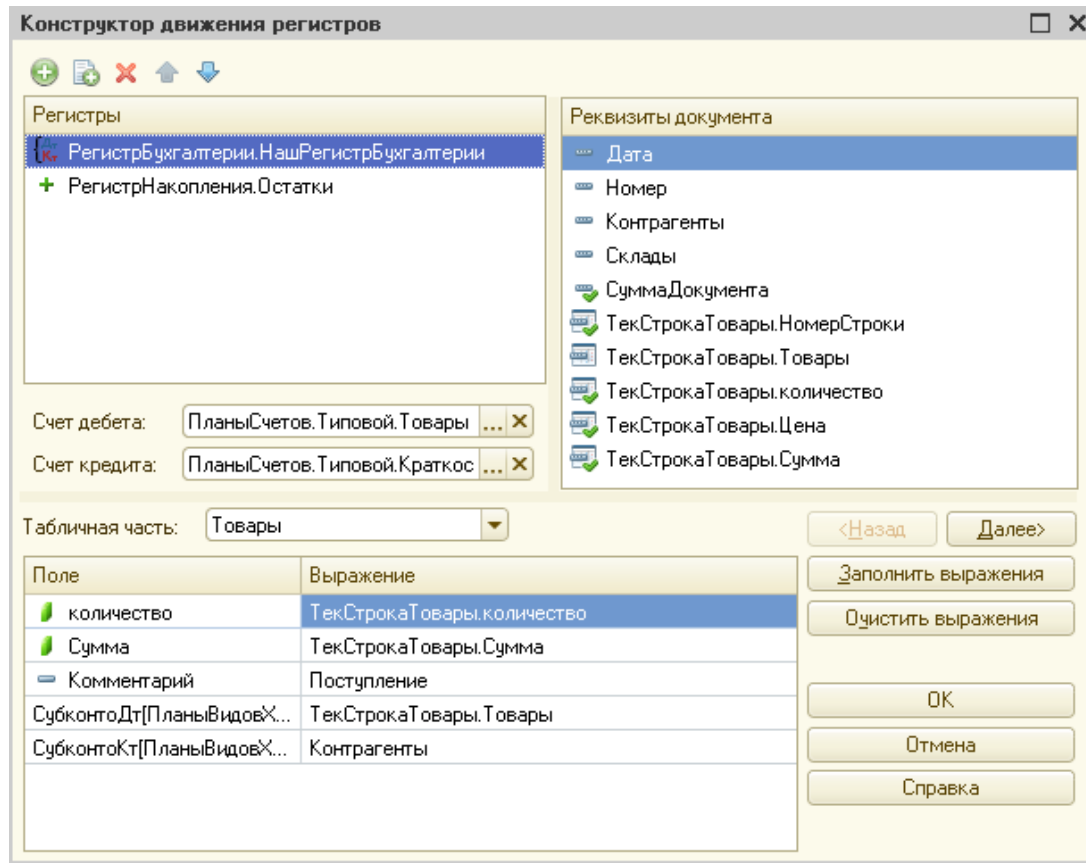 Конструктор движения регистров
Регистры
РегистрБухгалтерии.НашРегистрБухгалтерии
РегистрНакопления.Остатки
Реквизиты документа
Дата
Номер
Контрагенты
Склады
СуммаДокумента
ТекСтрокаТовары.НомерСтроки
ТекСтрокаТовары.Товары
ТекСтрокаТовары.количество
ТекСтрокаТовары.Цена
ТекСтрокаТовары.Сумма
Счет дебета: ПланыСчетов.Типовой.Товары ...
Счет кредита: ПланыСчетов.Типовой.Краткос ...
Табличная часть: Товары
<Назад Далее>
Заполнить выражения
Очистить выражения
Поле Выражение
количество ТекСтрокаТовары.количество
Сумма ТекСтрокаТовары.Сумма
Комментарий Поступление
СубконтоДт[ПланыВидовХ... ТекСтрокаТовары.Товары
СубконтоКт[ПланыВидовХ... Контрагенты
ОК
Отмена
Справка